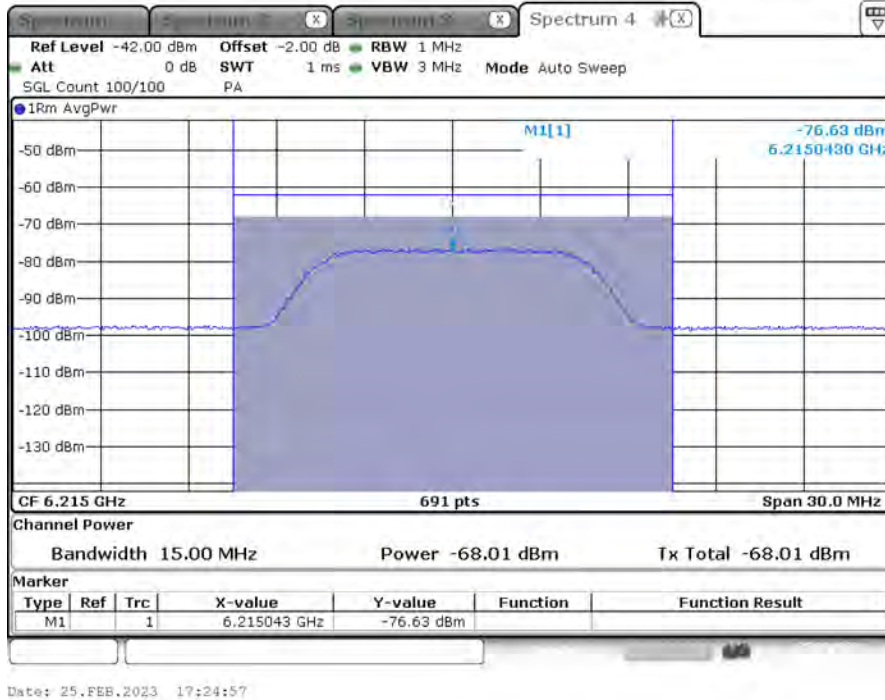 Spectrum 4
Ref Level -42.00 dBm Offset -2.00 dB RBW 1 MHz
Att 0 dB SWT 1 ms VBW 3 MHz Mode Auto Sweep
SGL Count 100/100 PA
1Rm AvgPwr
M1[1] -76.63 dBm
6.2150430 GHz
-50 dBm
-60 dBm
-70 dBm
-80 dBm
-90 dBm
-100 dBm
-110 dBm
-120 dBm
-130 dBm
CF 6.215 GHz 691 pts Span 30.0 MHz
Channel Power
Bandwidth 15.00 MHz Power -68.01 dBm Tx Total -68.01 dBm
Marker
Type Ref Trc X-value Y-value Function Function Result
M1 1 6.215043 GHz -76.63 dBm
Date: 25.FEB.2023 17:24:57